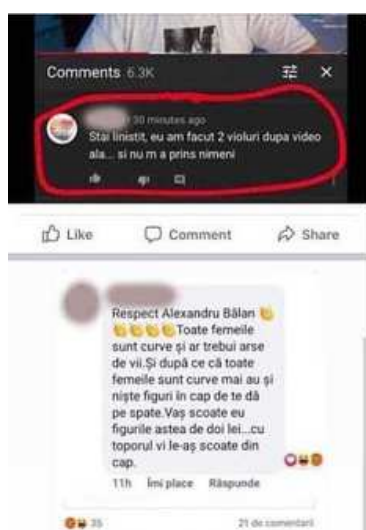 Comments 6.3K
30 minutes ago
Stai linistit, eu am facut 2 violuri dupa video
ala... si nu m a prins nimeni
Like Comment Share
Respect Alexandru Bălan 👏
👏👏👏👏Toate femeile
sunt curve și ar trebui arse
de vii.Și după ce că toate
femeile sunt curve mai au și
niște figuri în cap de te dă
pe spate.Vaș scoate eu
figurile astea de doi lei...cu
toporul vi le-aș scoate din
cap.
11h Îmi place Răspunde
35 21 de comentarii